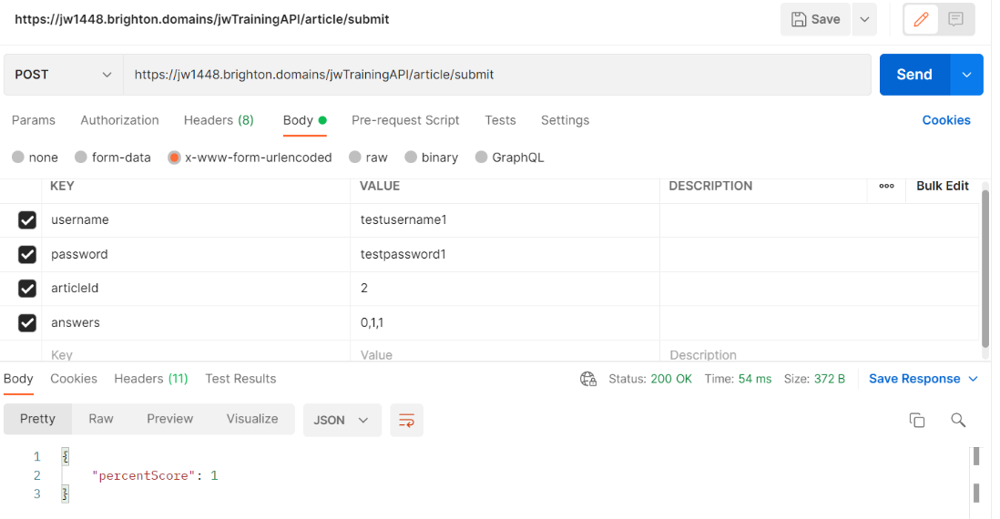 https://jw1448.brighton.domains/jwTrainingAPI/article/submit Save
POST https://jw1448.brighton.domains/jwTrainingAPI/article/submit Send
Params Authorization Headers (8) Body Pre-request Script Tests Settings Cookies
none form-data x-www-form-urlencoded raw binary GraphQL
KEY VALUE DESCRIPTION Bulk Edit
username testusername1
password testpassword1
articleId 2
answers 0,1,1
Key Value Description
Body Cookies Headers (11) Test Results Status: 200 OK Time: 54 ms Size: 372 B Save Response
Pretty Raw Preview Visualize JSON
1 {
2 "percentScore": 1
3 }